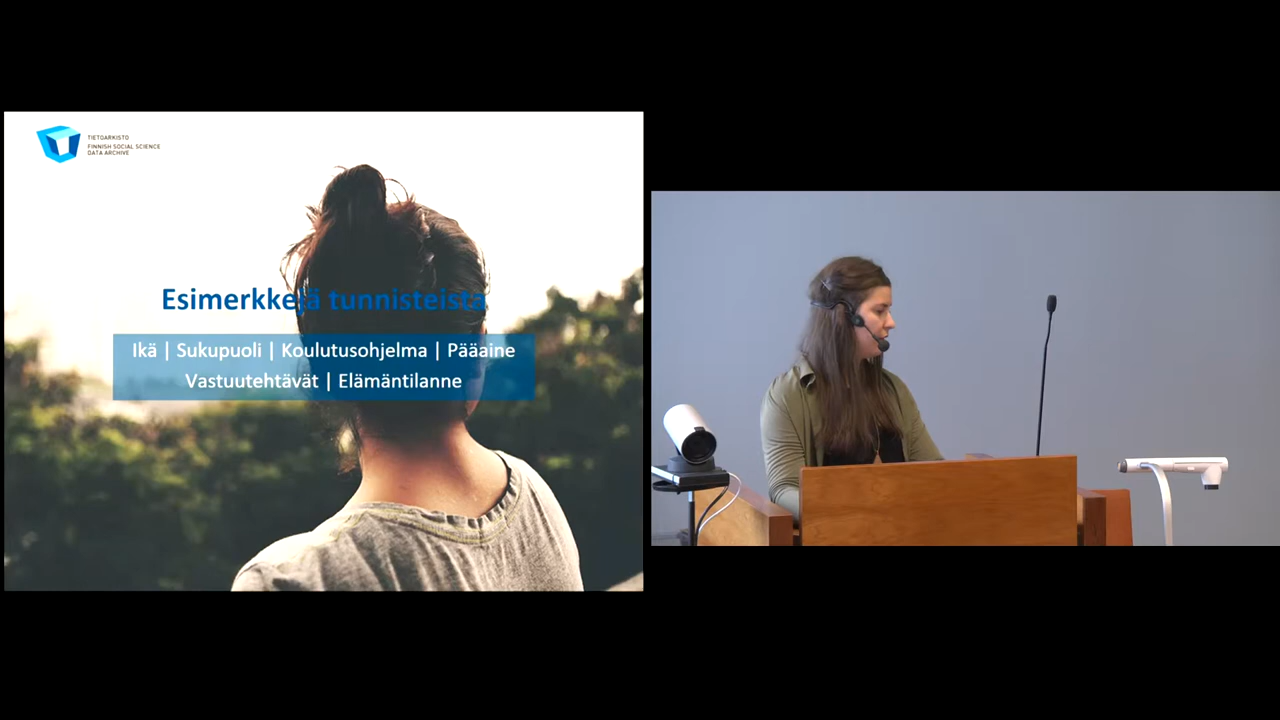 TIETOARKISTO
FINNISH SOCIAL SCIENCE
DATA ARCHIVE
Esimerkkejä tunnisteista
Ikä | Sukupuoli | Koulutusohjelma | Pääaine
Vastuutehtävät | Elämäntilanne